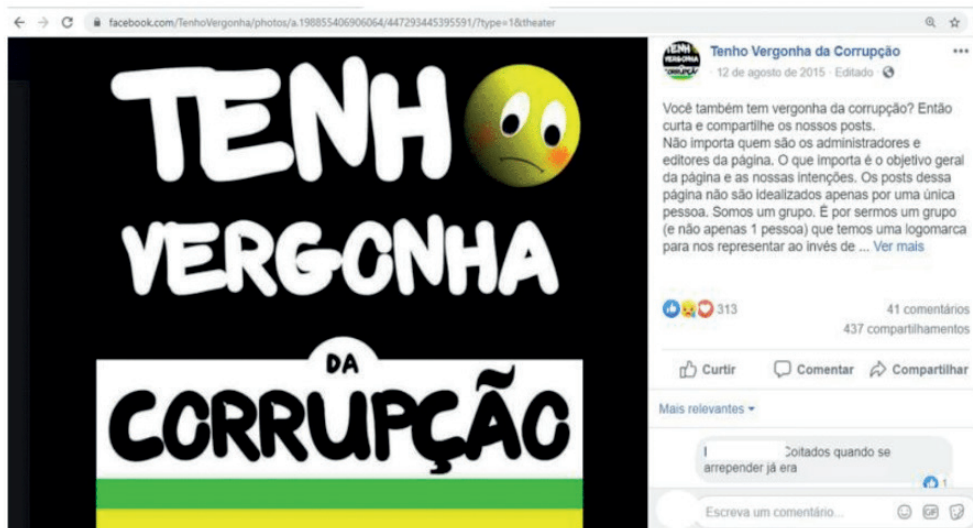 facebook.com/TenhoVergonha/photos/a.198855406906064/447293445395591/?type=1&theater
TENHO
VERGONHA
DA
CORRUPÇÃO
Tenho Vergonha da Corrupção
12 de agosto de 2015 · Editado ·
Você também tem vergonha da corrupção? Então
curta e compartilhe os nossos posts.
Não importa quem são os administradores e
editores da página. O que importa é o objetivo geral
da página e as nossas intenções. Os posts dessa
página não são idealizados apenas por uma única
pessoa. Somos um grupo. É por sermos um grupo
(e não apenas 1 pessoa) que temos uma logomarca
para nos representar ao invés de ... Ver mais
313
41 comentários
437 compartilhamentos
Curtir Comentar Compartilhar
Mais relevantes
Coitados quando se
arrepender já era
1
Escreva um comentário...
GIF